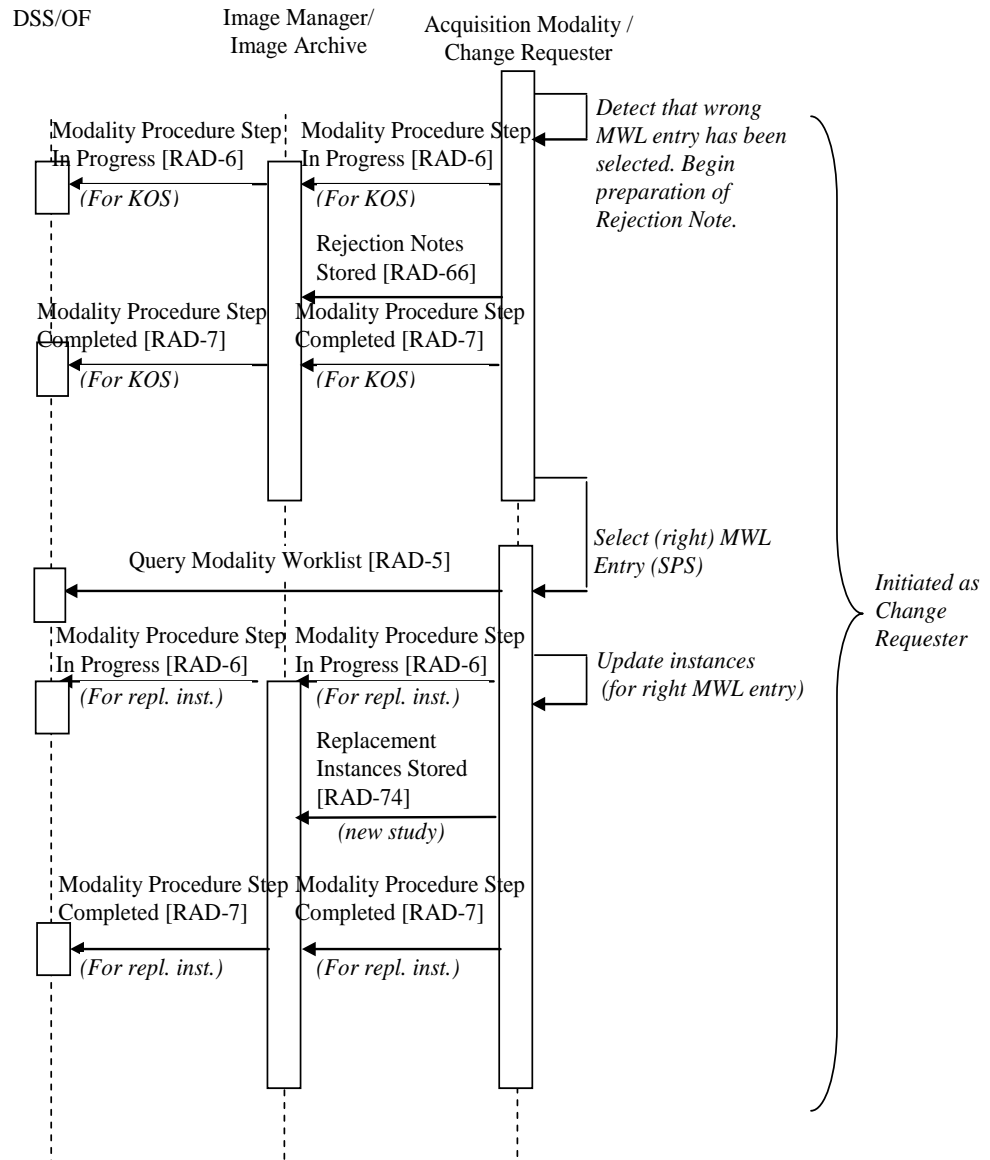 DSS/OF
Image Manager/
Image Archive
Acquisition Modality /
Change Requester
Detect that wrong
MWL entry has been
selected. Begin
preparation of
Rejection Note.
Modality Procedure Step
In Progress [RAD-6]
(For KOS)
Modality Procedure Step
In Progress [RAD-6]
(For KOS)
Rejection Notes
Stored [RAD-66]
Modality Procedure Step
Completed [RAD-7]
(For KOS)
Modality Procedure Step
Completed [RAD-7]
(For KOS)
Select (right) MWL
Entry (SPS)
Query Modality Worklist [RAD-5]
Initiated as
Change
Requester
Modality Procedure Step
In Progress [RAD-6]
(For repl. inst.)
Modality Procedure Step
In Progress [RAD-6]
(For repl. inst.)
Update instances
(for right MWL entry)
Replacement
Instances Stored
[RAD-74]
(new study)
Modality Procedure Step
Completed [RAD-7]
(For repl. inst.)
Modality Procedure Step
Completed [RAD-7]
(For repl. inst.)